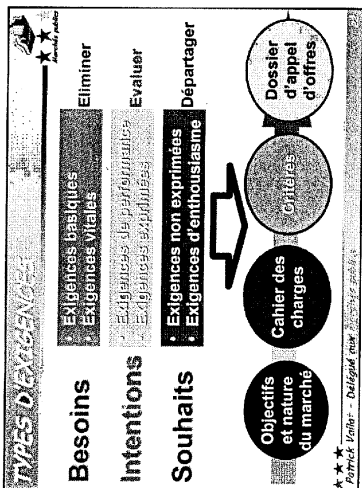 TYPES D'EXIGENCES
Marchés publics
Besoins
• Exigences basiques
• Exigences Vitales
Eliminer
Intentions
• Exigences de performance
• Exigences exprimées
Evaluer
Souhaits
• Exigences non exprimées
• Exigences d'enthousiasme
Départager
Objectifs
et nature
du marché
Cahier des
charges
Critères
Dossier
d'appel
d'offres
Patrick Vallet - Délégué aux